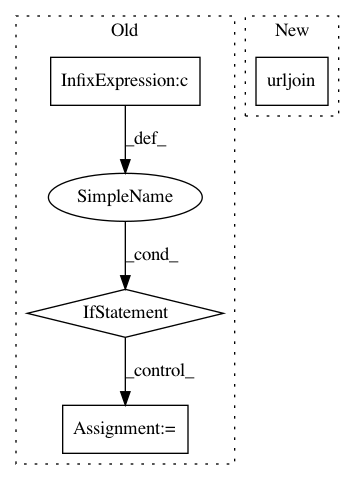 Old
New
InfixExpression:c
urljoin
_def_
SimpleName
_cond_
IfStatement
_control_
Assignment:=